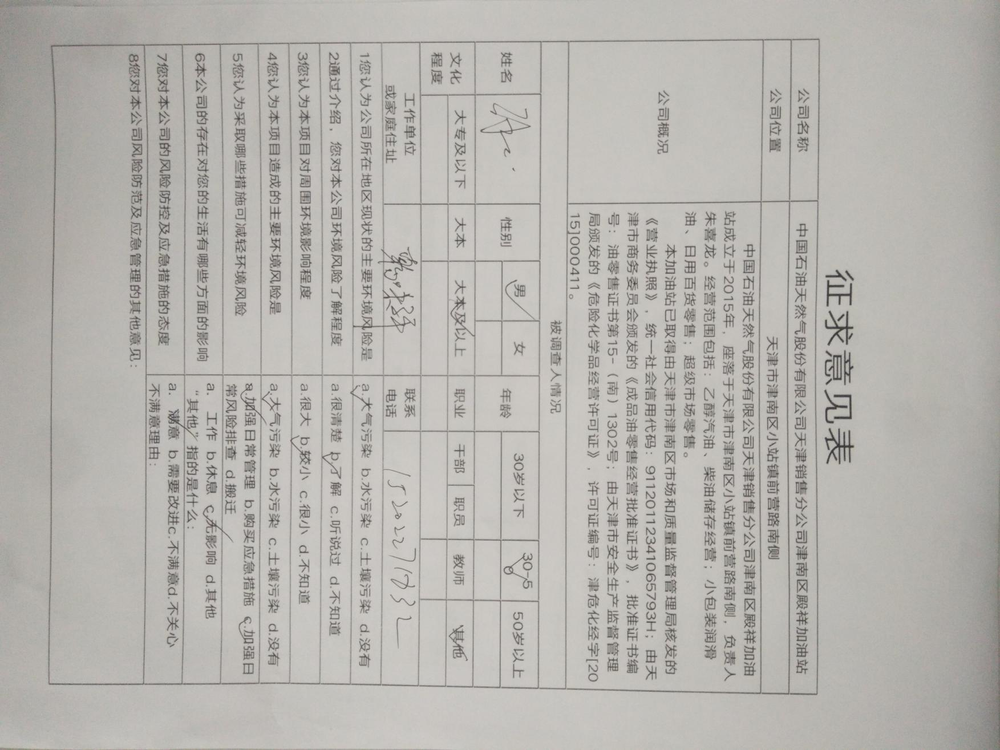 征求意见表
公司名称 中国石油天然气股份有限公司天津销售分公司津南区殿祥加油站
公司位置 天津市津南区小站镇前营路南侧
公司概况
中国石油天然气股份有限公司天津销售分公司津南区殿祥加油
站成立于2015年，座落于天津市津南区小站镇前营路南侧，负责人
朱喜龙。经营范围包括：乙醇汽油、柴油储存经营；小包装润滑
油、日用百货零售；超级市场零售。
本加油站已取得由天津市津南区市场和质量监督管理局核发的
《营业执照》，统一社会信用代码：91120112341065793H；由天
津市商务委员会颁发的《成品油零售经营批准证书》，批准证书编
号：油零售证书第15-（南）1302号；由天津市安全生产监督管理
局颁发的《危险化学品经营许可证》，许可证编号：津危化经字[20
15]000411。
被调查人情况
姓名 性别 男 女 年龄 30岁以下 30-5 50岁以上
0
文化
程度 大专及以下 大本 大本及以上 职业 干部 职员 教师 其他
工作单位
或家庭住址 联系
电话 15202271832
1您认为公司所在地区现状的主要环境风险是 a.大气污染 b.水污染 c.土壤污染 d.没有
2通过介绍，您对本公司环境风险了解程度 a.很清楚 b.了解 c.听说过 d.不知道
3您认为本项目对周围环境影响程度 a.很大 b.较小 c.很小 d.不知道
4您认为本项目造成的主要环境风险是 a.大气污染 b.水污染 c.土壤污染 d.没有
5您认为采取哪些措施可减轻环境风险 a.加强日常管理 b.购买应急措施 c.加强日
常风险排查 d.搬迁
6本公司的存在对您的生活有哪些方面的影响 a. 工作 b.休息 c.无影响 d.其他
“其他”指的是什么：
7您对本公司的风险防控及应急措施的态度 a. 满意 b.需要改进c.不满意d.不关心
不满意理由：
8您对本公司风险防范及应急管理的其他意见：